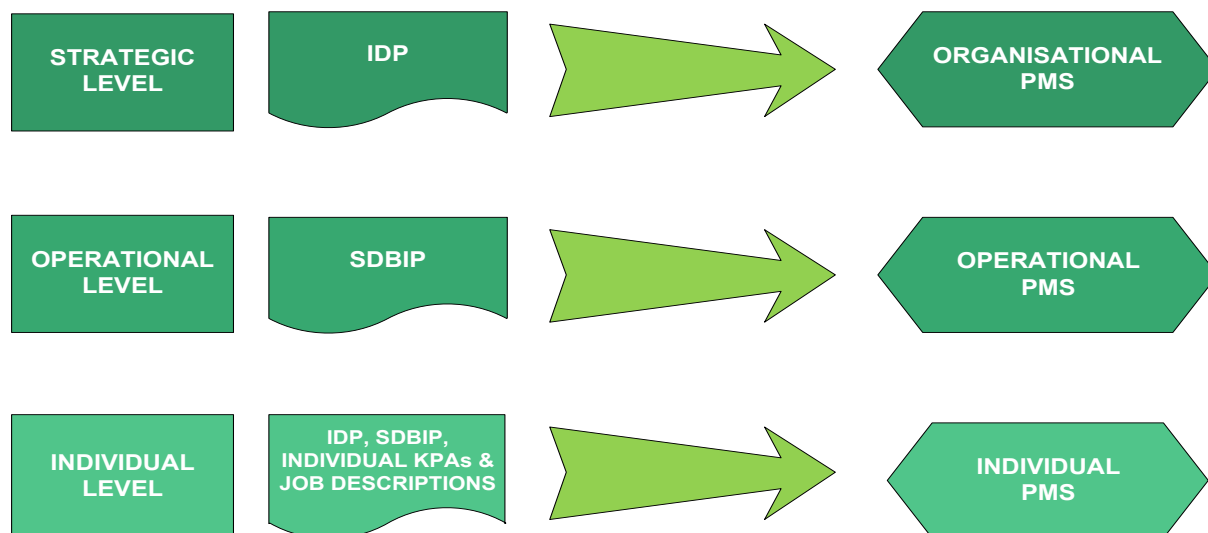 STRATEGIC
LEVEL
IDP
ORGANISATIONAL
PMS
OPERATIONAL
LEVEL
SDBIP
OPERATIONAL
PMS
INDIVIDUAL
LEVEL
IDP, SDBIP,
INDIVIDUAL KPAs &
JOB DESCRIPTIONS
INDIVIDUAL
PMS